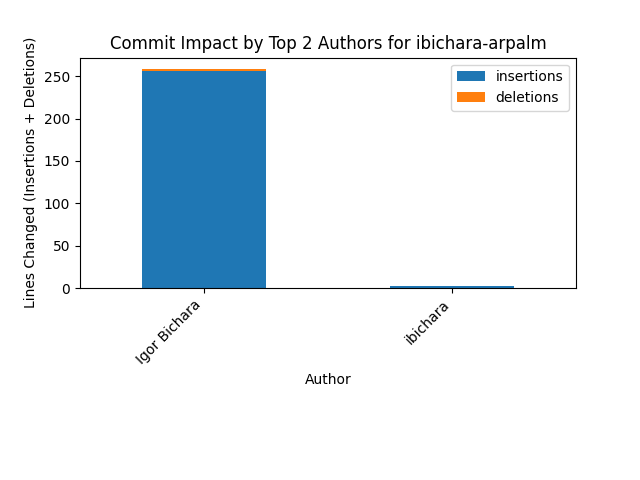 Commit Impact by Top 2 Authors for ibichara-arpalm
Lines Changed (Insertions + Deletions)
250
200
150
100
50
0
insertions
deletions
Igor Bichara
ibichara
Author